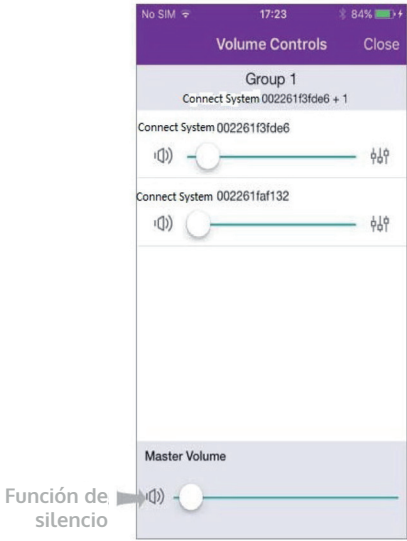 No SIM 17:23 84%
Volume Controls Close
Group 1
Connect System 002261f3fde6 + 1
Connect System 002261f3fde6
Connect System 002261faf132
Master Volume
Función de
silencio